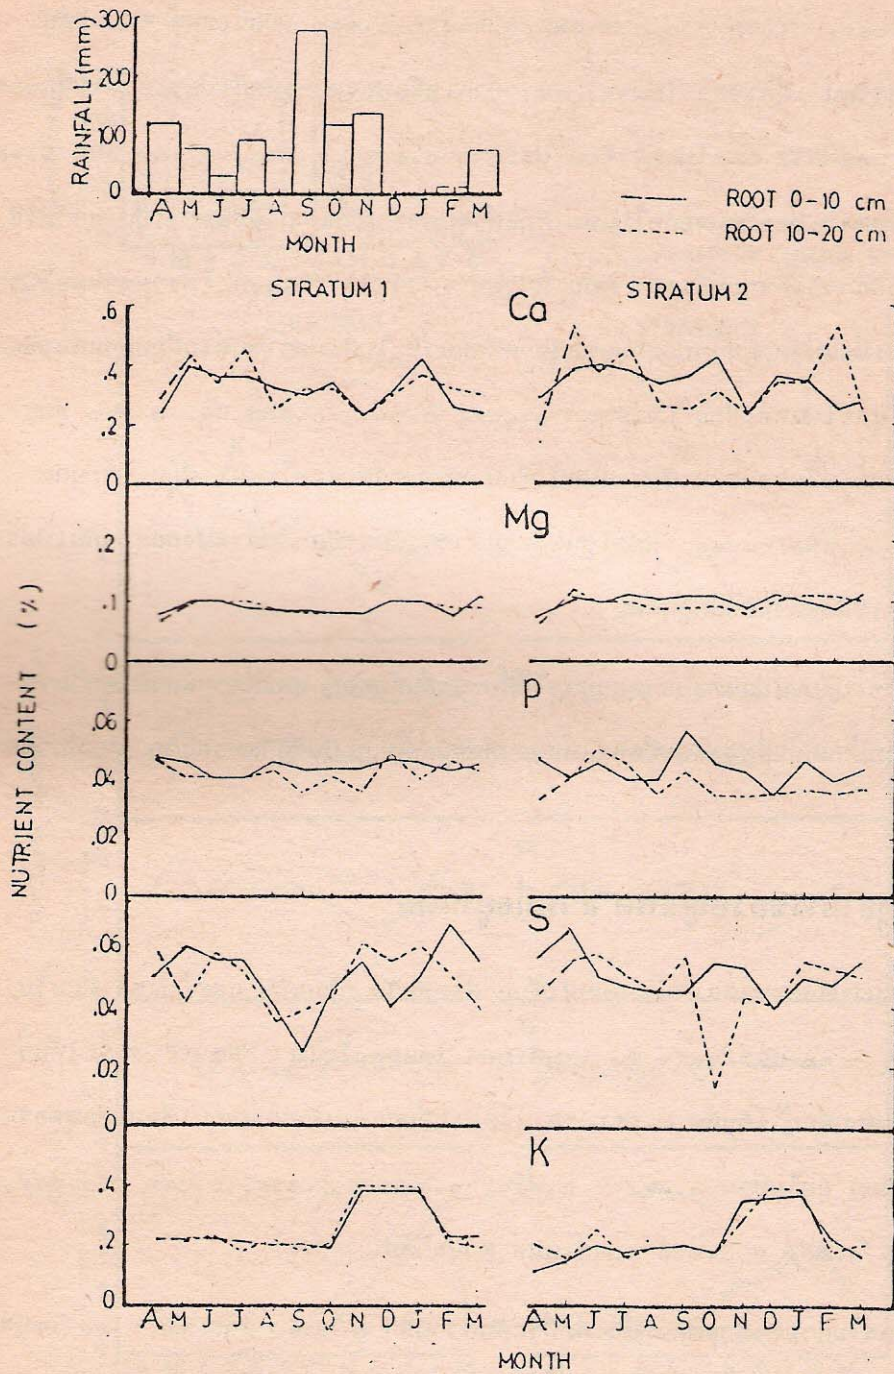 RAINFALL (mm)
300
200
100
0
A M J J A S O N D J F M
MONTH
ROOT 0-10 cm
ROOT 10-20 cm
STRATUM 1
STRATUM 2
NUTRIENT CONTENT (%)
Ca
.6
.4
.2
0
Mg
.2
.1
0
P
.06
.04
.02
0
S
.06
.04
.02
0
K
.4
.2
0
A M J J A S O N D J F M
A M J J A S O N D J F M
MONTH